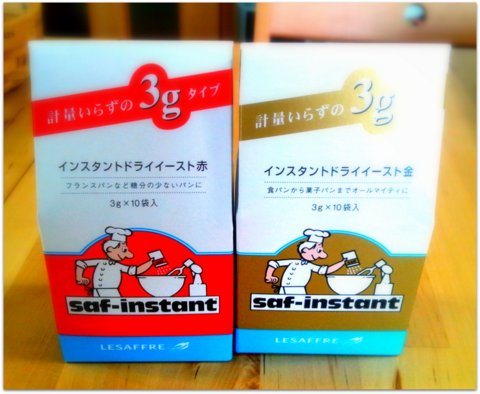 計量いらずの3gタイプ
インスタントドライイースト赤
フランスパンなど糖分の少ないパンに
3g×10袋入
saf-instant
LESAFFRE
計量いらずの3g
インスタントドライイースト金
食パンから菓子パンまでオールマイティに
3g×10袋入
saf-instant
LESAFFRE